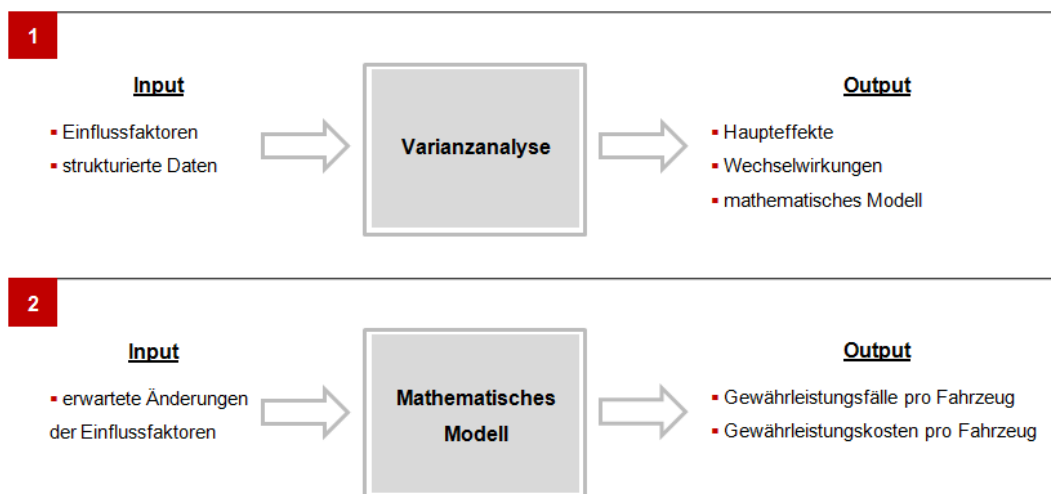 1
Input
▪ Einflussfaktoren
▪ strukturierte Daten
Varianzanalyse
Output
▪ Haupteffekte
▪ Wechselwirkungen
▪ mathematisches Modell
2
Input
▪ erwartete Änderungen
der Einflussfaktoren
Mathematisches
Modell
Output
▪ Gewährleistungsfälle pro Fahrzeug
▪ Gewährleistungskosten pro Fahrzeug